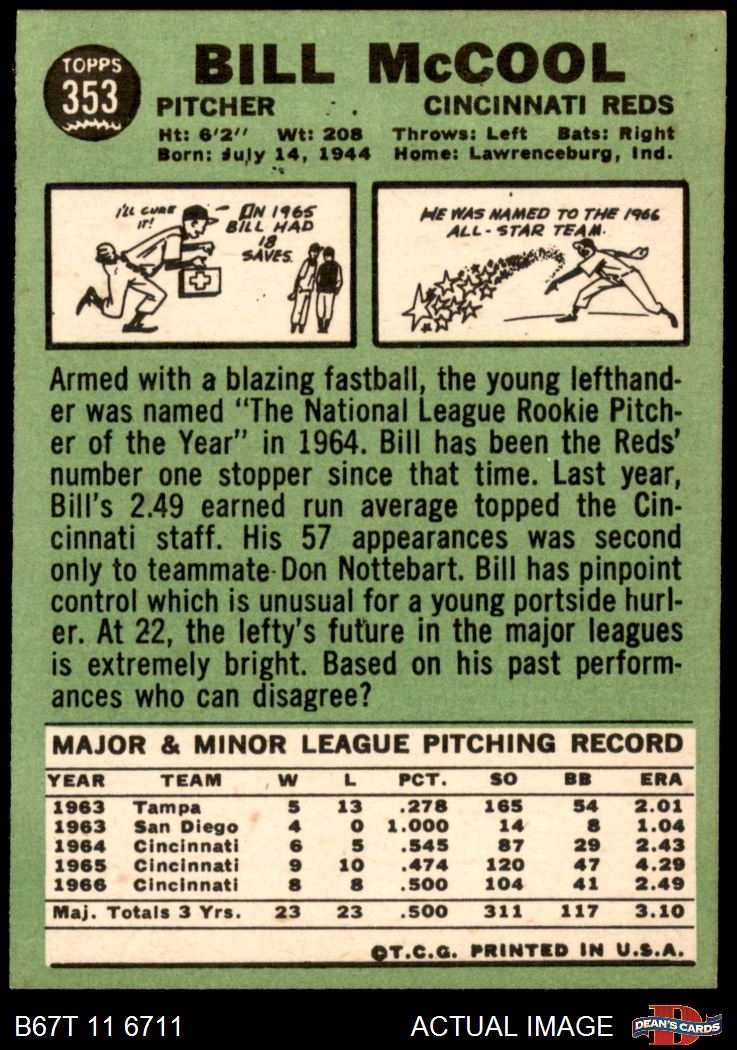 TOPPS
353
BILL McCOOL
PITCHER CINCINNATI REDS
Ht: 6'2'' Wt: 208 Throws: Left Bats: Right
Born: July 14, 1944 Home: Lawrenceburg, Ind.
I'LL CURE
IT!
IN 1965
BILL HAD
18
SAVES.
HE WAS NAMED TO THE 1966
ALL-STAR TEAM.
Armed with a blazing fastball, the young lefthand-
er was named "The National League Rookie Pitch-
er of the Year" in 1964. Bill has been the Reds'
number one stopper since that time. Last year,
Bill's 2.49 earned run average topped the Cin-
cinnati staff. His 57 appearances was second
only to teammate Don Nottebart. Bill has pinpoint
control which is unusual for a young portside hurl-
er. At 22, the lefty's future in the major leagues
is extremely bright. Based on his past perform-
ances who can disagree?
MAJOR & MINOR LEAGUE PITCHING RECORD
YEAR TEAM W L PCT. SO BB ERA
1963 Tampa 5 13 .278 165 54 2.01
1963 San Diego 4 0 1.000 14 8 1.04
1964 Cincinnati 6 5 .545 87 29 2.43
1965 Cincinnati 9 10 .474 120 47 4.29
1966 Cincinnati 8 8 .500 104 41 2.49
Maj. Totals 3 Yrs. 23 23 .500 311 117 3.10
©T.C.G. PRINTED IN U.S.A.
B67T 11 6711 ACTUAL IMAGE DEAN'S CARDS